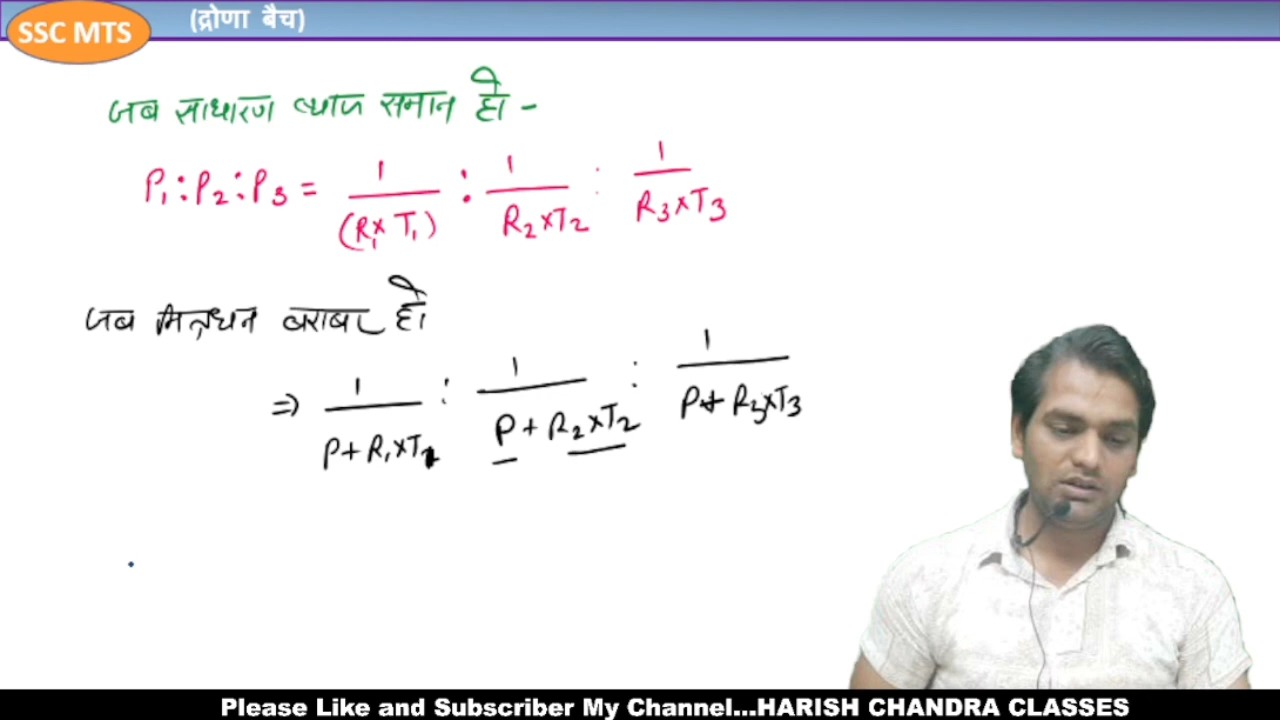 SSC MTS
(द्रोणा बैच)
जब साधारण ब्याज समान हो -
P₁:P₂:P₃ = 1/(R₁×T₁) : 1/R₂×T₂ : 1/R₃×T₃
जब मिश्रधन बराबर हो
⇒ 1/P+R₁×T₁ : 1/P+R₂×T₂ : 1/P+R₃×T₃
Please Like and Subscriber My Channel...HARISH CHANDRA CLASSES